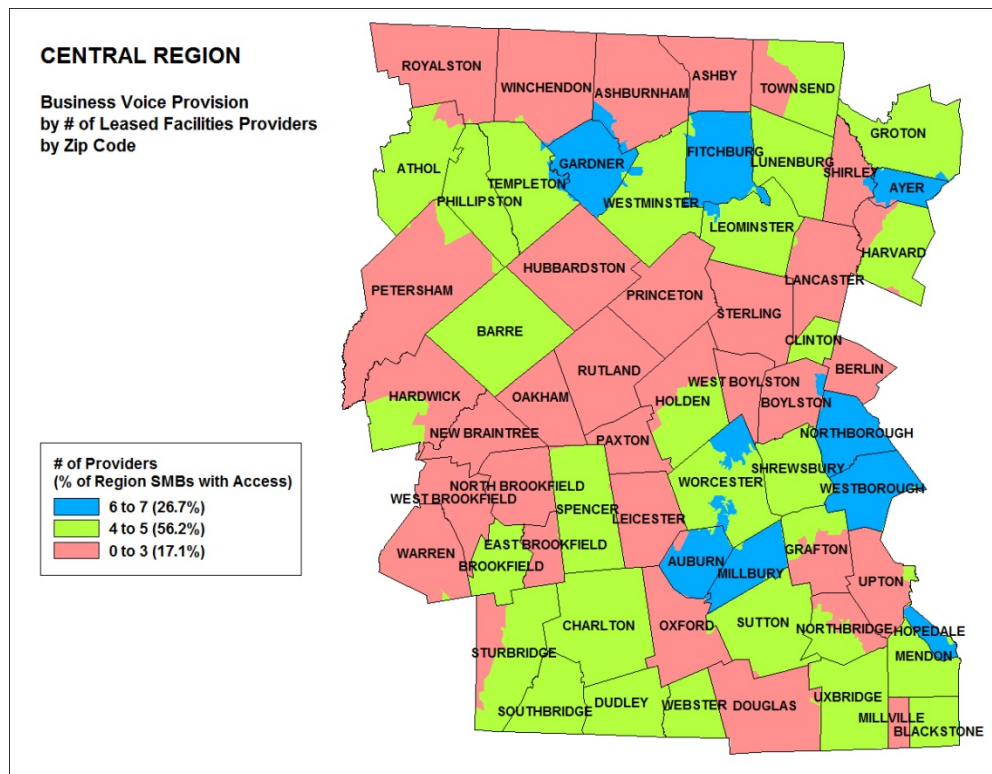 CENTRAL REGION
Business Voice Provision
by # of Leased Facilities Providers
by Zip Code
ROYALSTON
WINCHENDON
ASHBURNHAM
ASHBY
TOWNSEND
GROTON
ATHOL
PHILLIPSTON
TEMPLETON
GARDNER
WESTMINSTER
FITCHBURG
LUNENBURG
SHIRLEY
AYER
LEOMINSTER
HARVARD
PETERSHAM
HUBBARDSTON
PRINCETON
STERLING
LANCASTER
BARRE
CLINTON
RUTLAND
WEST BOYLSTON
BERLIN
HARDWICK
OAKHAM
HOLDEN
BOYLSTON
NEW BRAINTREE
PAXTON
NORTHBOROUGH
# of Providers
(% of Region SMBs with Access)
6 to 7 (26.7%)
4 to 5 (56.2%)
0 to 3 (17.1%)
WEST BROOKFIELD
NORTH BROOKFIELD
SPENCER
LEICESTER
WORCESTER
SHREWSBURY
WESTBOROUGH
WARREN
EAST BROOKFIELD
BROOKFIELD
AUBURN
MILLBURY
GRAFTON
UPTON
STURBRIDGE
CHARLTON
OXFORD
SUTTON
NORTHBRIDGE
HOPEDALE
MENDON
SOUTHBRIDGE
DUDLEY
WEBSTER
DOUGLAS
UXBRIDGE
MILLVILLE
BLACKSTONE